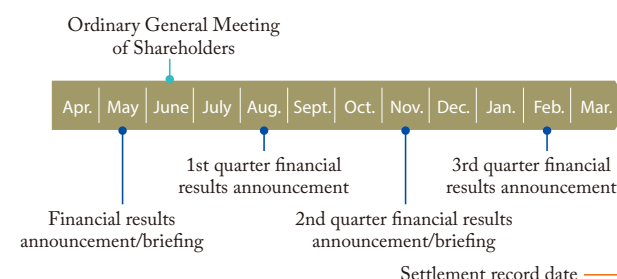 Ordinary General Meeting
of Shareholders
Apr. May June July Aug. Sept. Oct. Nov. Dec. Jan. Feb. Mar.
1st quarter financial
results announcement
3rd quarter financial
results announcement
Financial results
announcement/briefing
2nd quarter financial results
announcement/briefing
Settlement record date